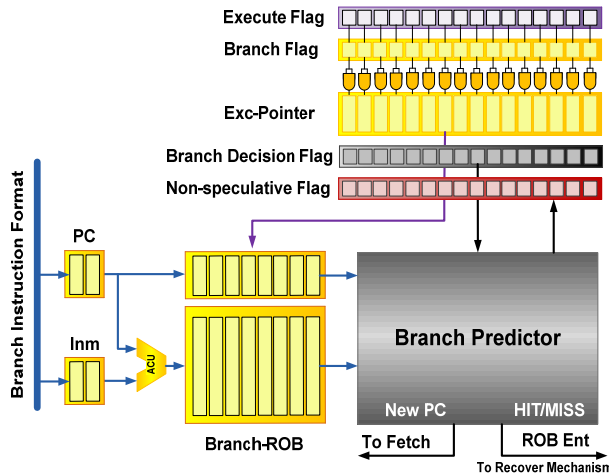 Execute Flag
Branch Flag
Exc-Pointer
Branch Decision Flag
Non-speculative Flag
Branch Instruction Format
PC
Inm
ACU
Branch-ROB
Branch Predictor
New PC
HIT/MISS
To Fetch
ROB Ent
To Recover Mechanism